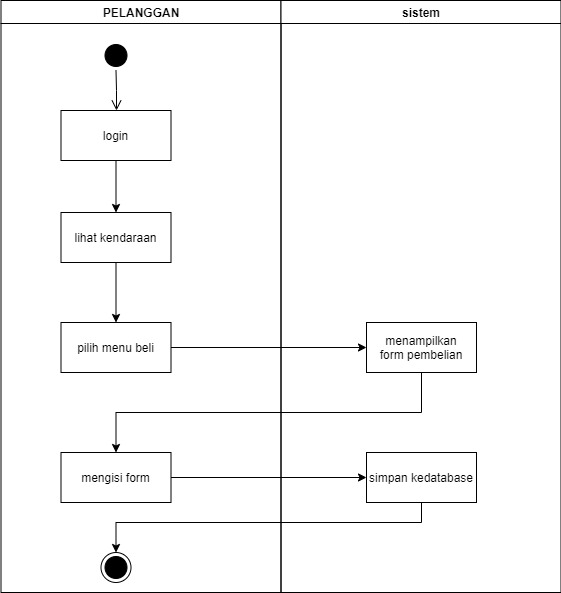 PELANGGAN
sistem
login
lihat kendaraan
pilih menu beli
menampilkan
form pembelian
mengisi form
simpan kedatabase